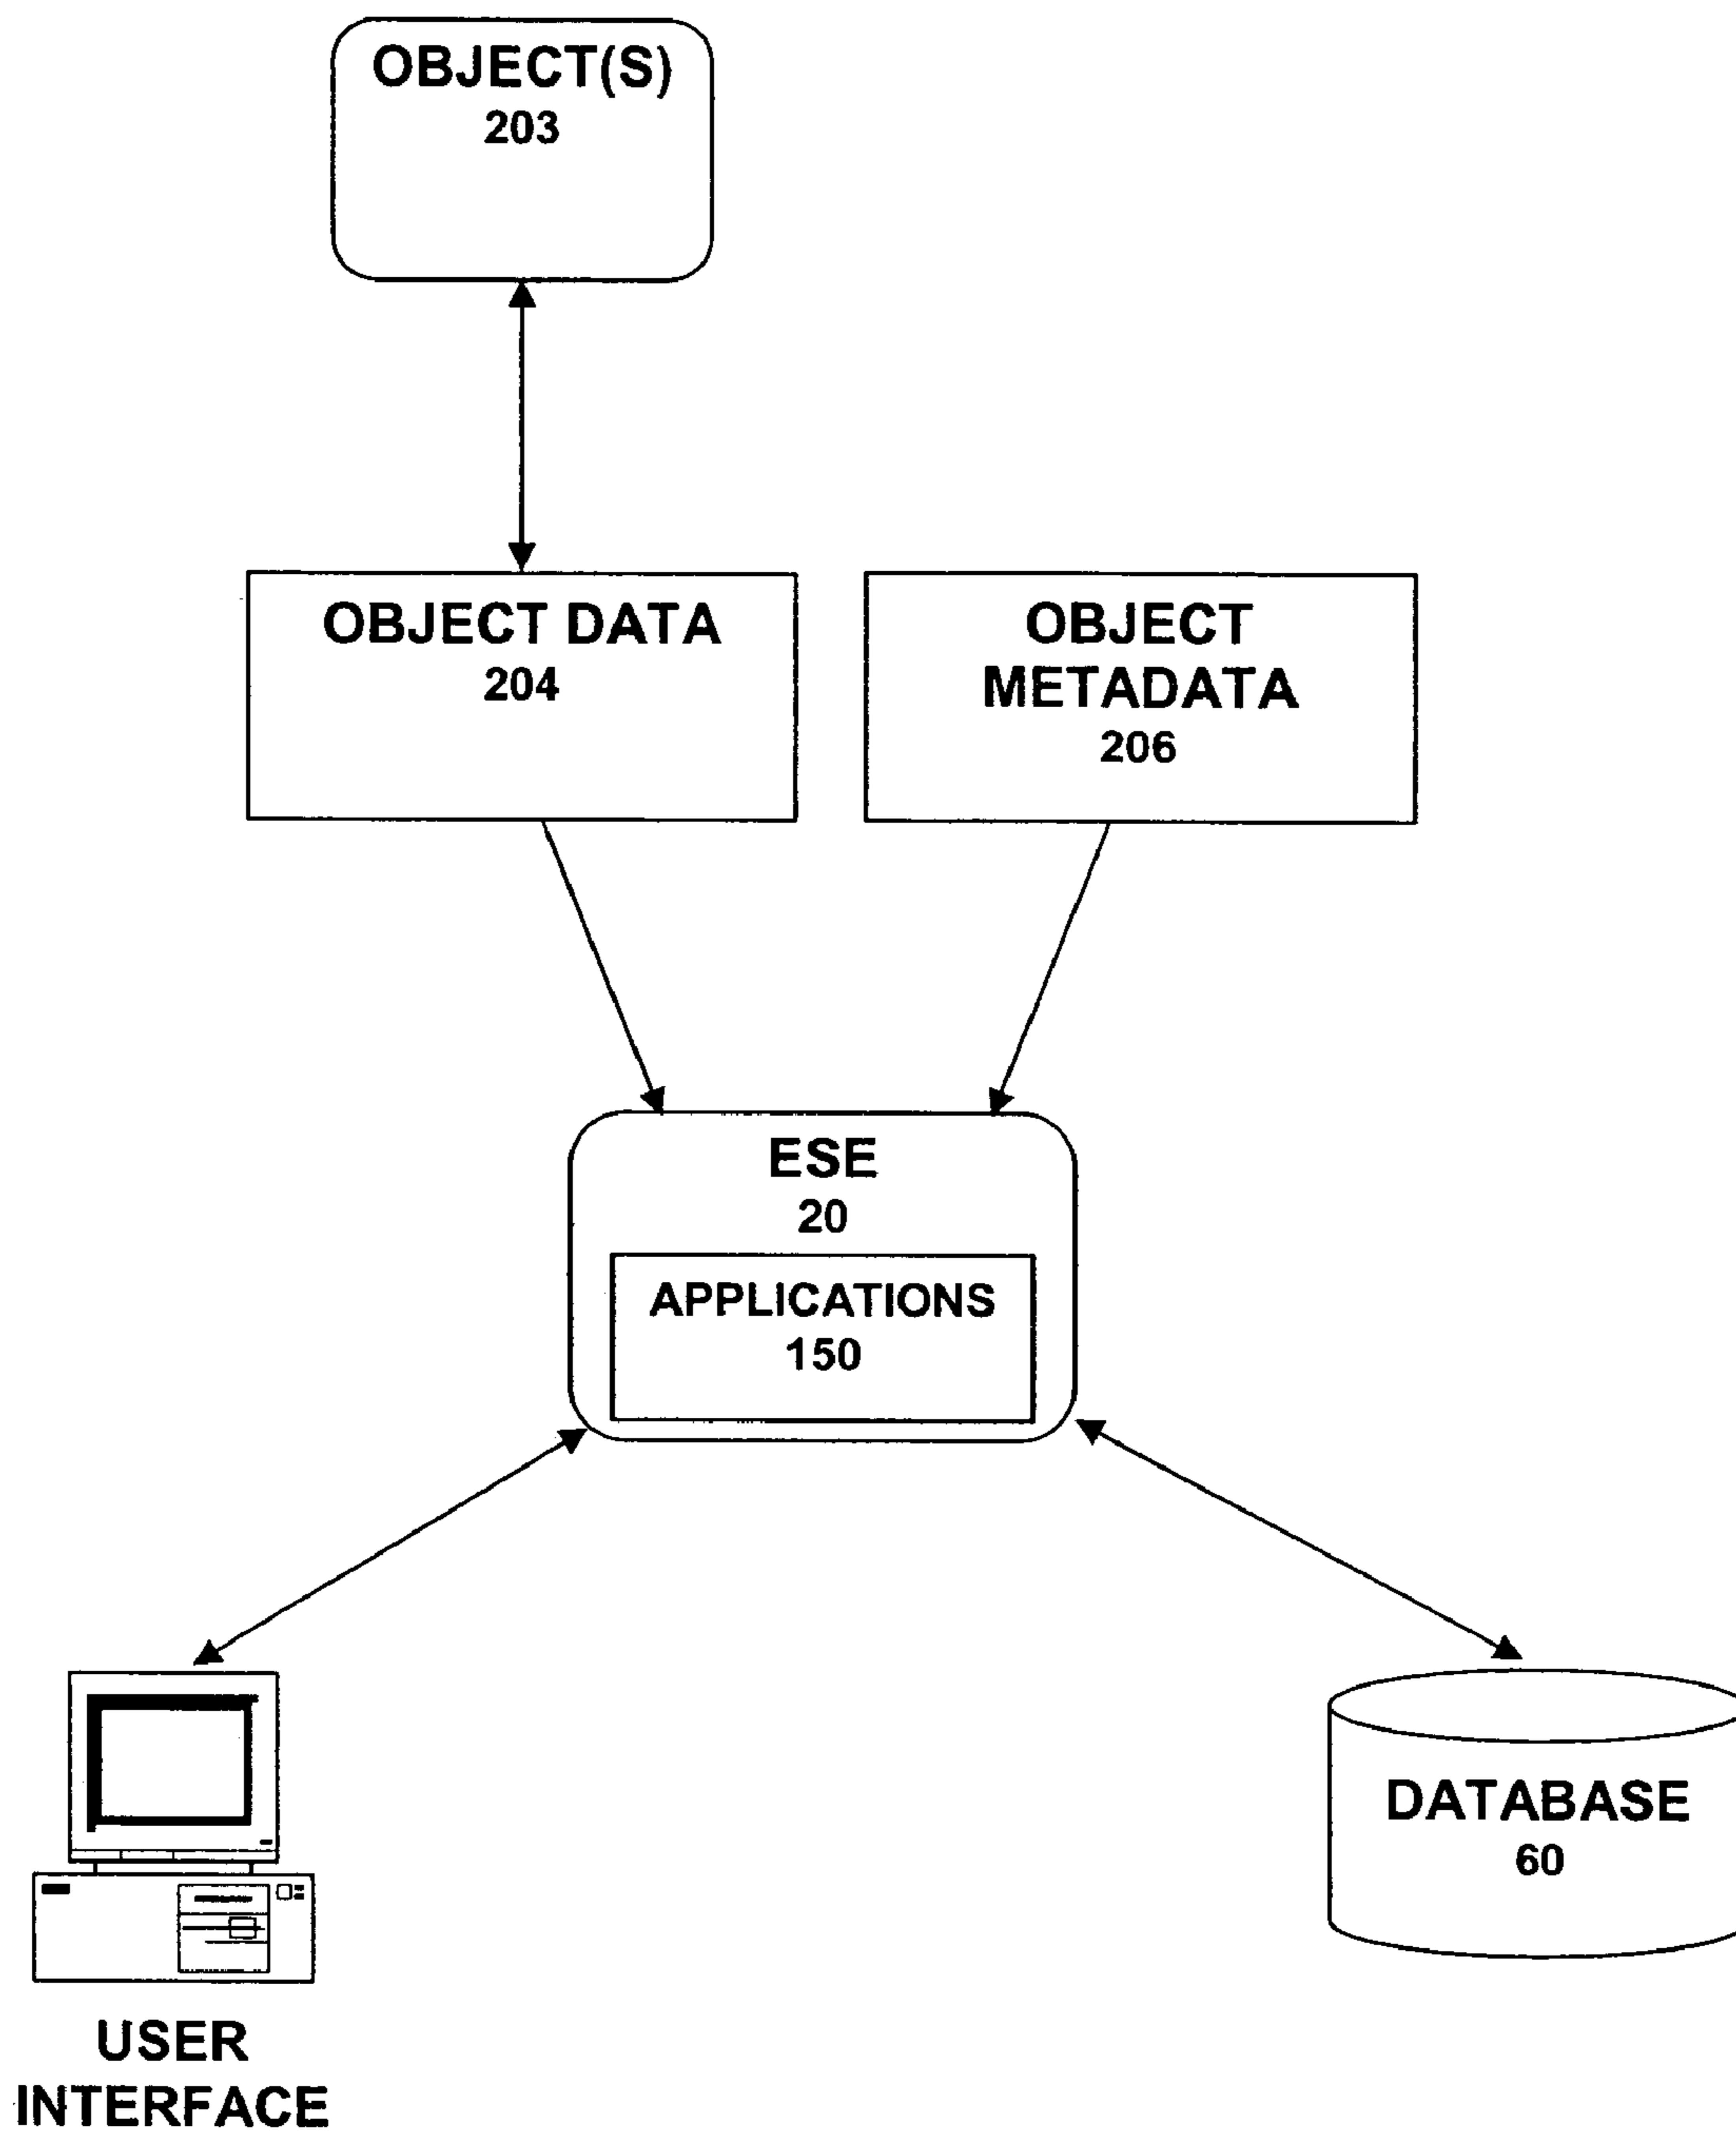 OBJECT(S)
203
OBJECT DATA
204
OBJECT
METADATA
206
ESE
20
APPLICATIONS
150
DATABASE
60
USER
INTERFACE